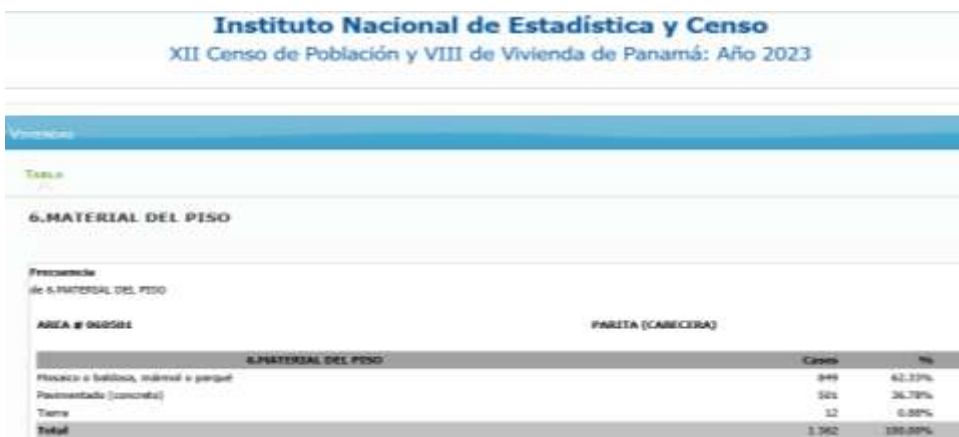 Instituto Nacional de Estadística y Censo
XII Censo de Población y VIII de Vivienda de Panamá: Año 2023
VIVIENDAS
TABLA
6.MATERIAL DEL PISO
Frecuencia
de 6.MATERIAL DEL PISO
AREA # 060501 PARITA (CABECERA)
6.MATERIAL DEL PISO Casos %
Mosaico o baldosa, mármol o parqué 849 62.33%
Pavimentado (concreto) 501 36.78%
Tierra 12 0.88%
Total 1 362 100.00%